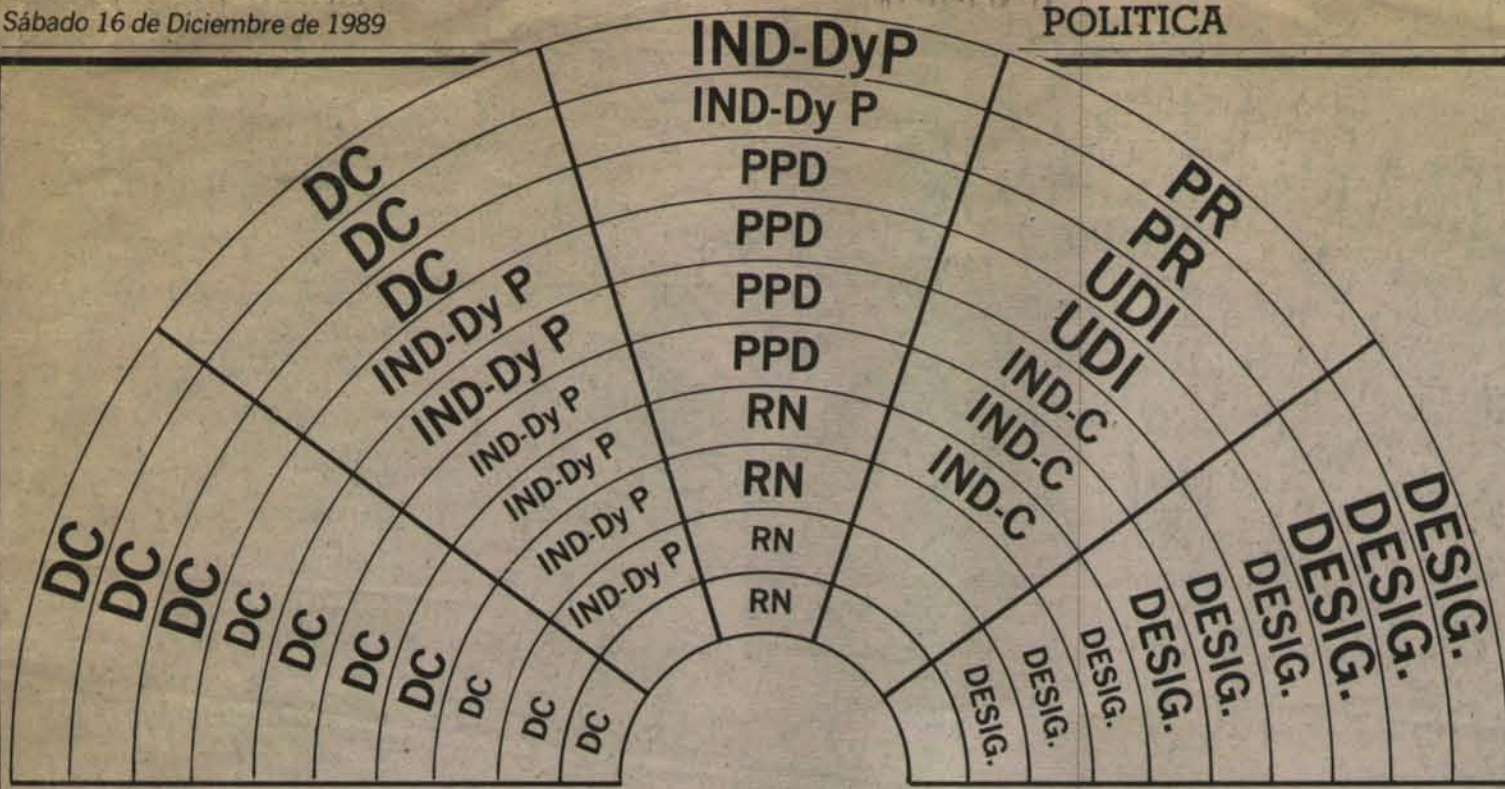 Sábado 16 de Diciembre de 1989
POLITICA
DC
DC
DC
DC
DC
DC
DC
DC
DC
DC
DC
DC
DC
IND-Dy P
IND-Dy P
IND-Dy P
IND-Dy P
IND-Dy P
IND-Dy P
IND-DyP
IND-Dy P
PPD
PPD
PPD
PPD
RN
RN
RN
RN
PR
PR
UDI
UDI
IND-C
IND-C
IND-C
DESIG.
DESIG.
DESIG.
DESIG.
DESIG.
DESIG.
DESIG.
DESIG.
DESIG.